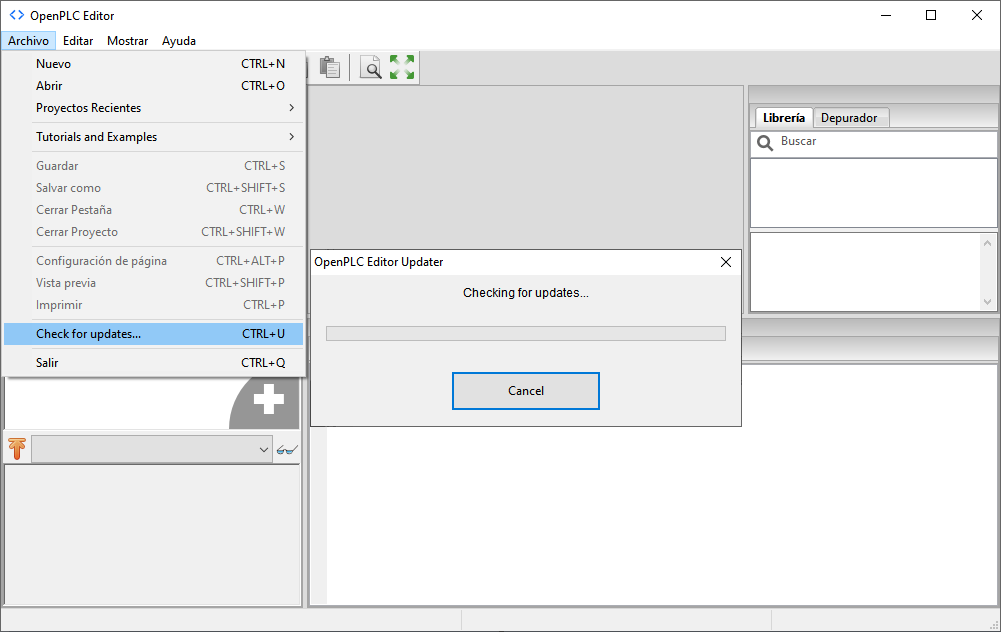 OpenPLC Editor
Archivo Editar Mostrar Ayuda
Nuevo CTRL+N
Abrir CTRL+O
Proyectos Recientes
Tutorials and Examples
Guardar CTRL+S
Salvar como CTRL+SHIFT+S
Cerrar Pestaña CTRL+W
Cerrar Proyecto CTRL+SHIFT+W
Configuración de página CTRL+ALT+P
Vista previa CTRL+SHIFT+P
Imprimir CTRL+P
Check for updates... CTRL+U
Salir CTRL+Q
Librería Depurador
Buscar
OpenPLC Editor Updater
Checking for updates...
Cancel